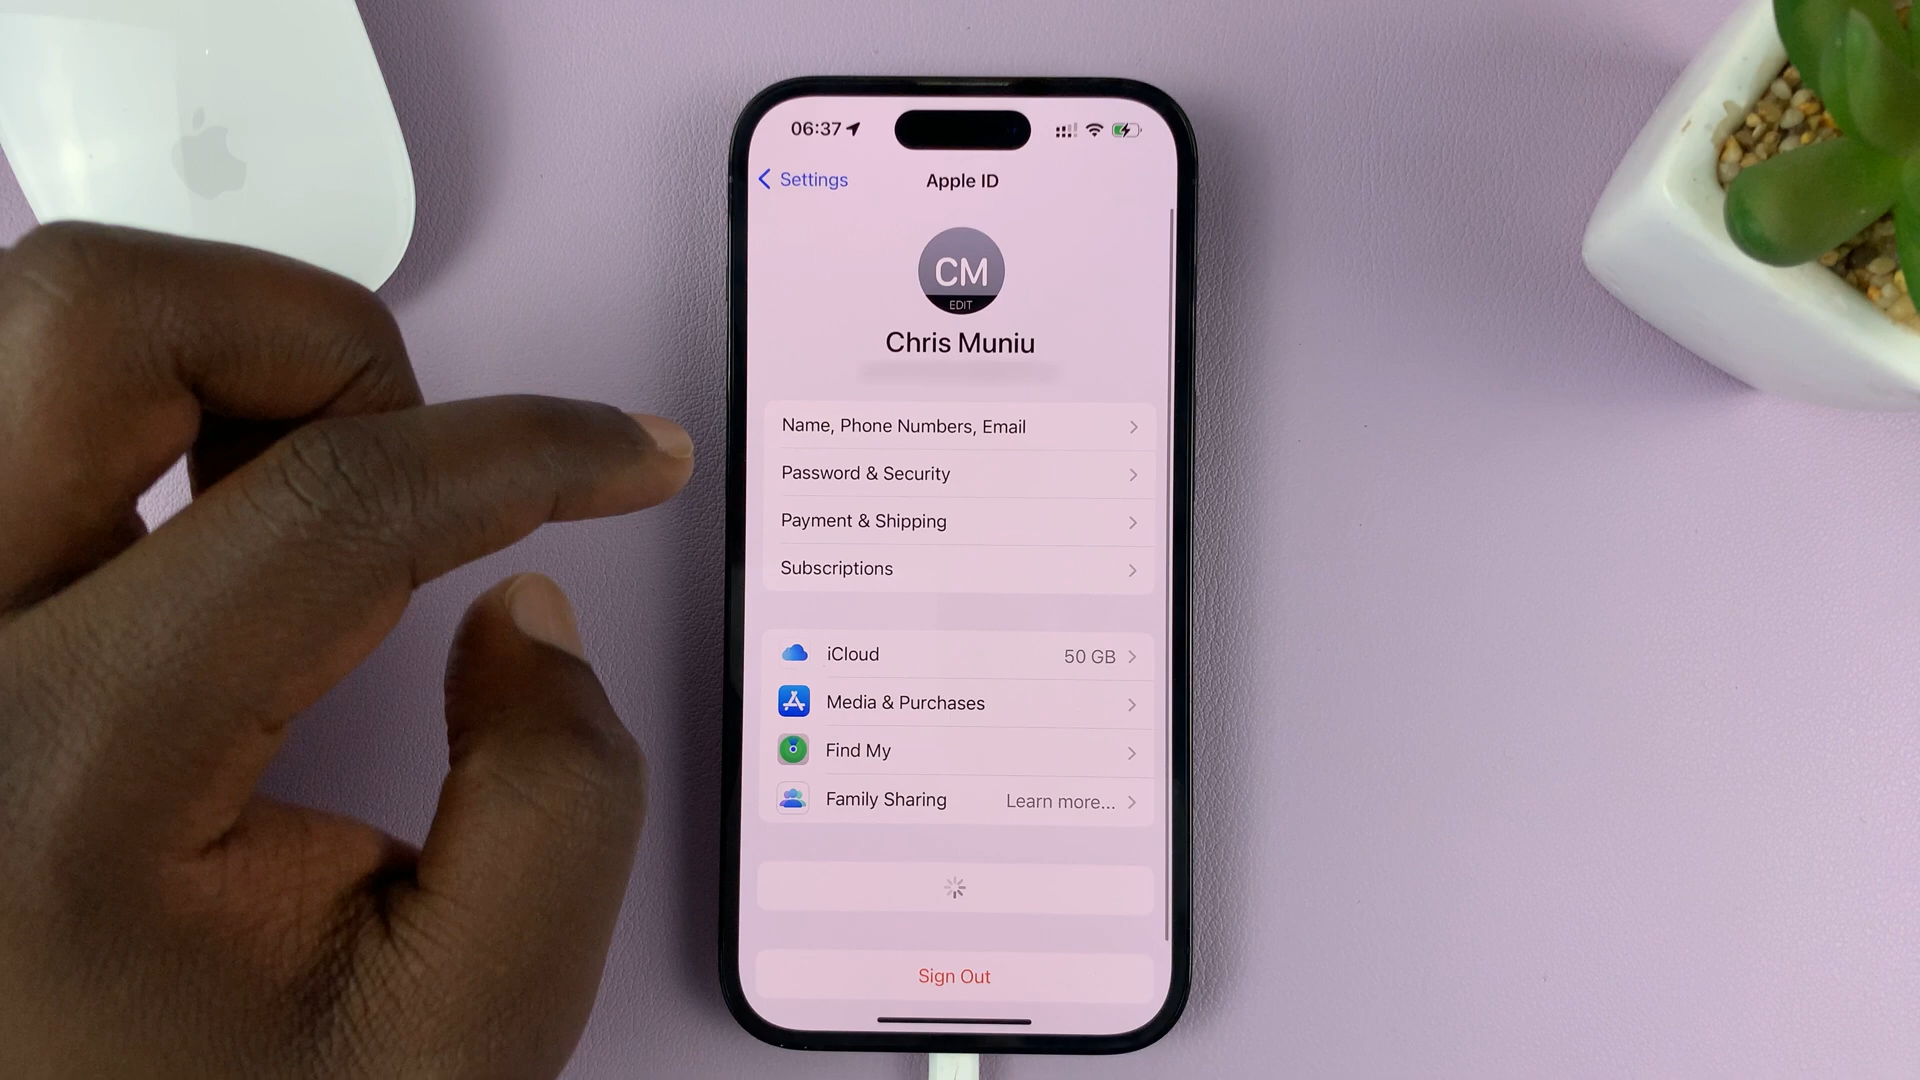 06:37
Settings
Apple ID
CM
EDIT
Chris Muniu
Name, Phone Numbers, Email
Password & Security
Payment & Shipping
Subscriptions
iCloud 50 GB
Media & Purchases
Find My
Family Sharing Learn more...
Sign Out